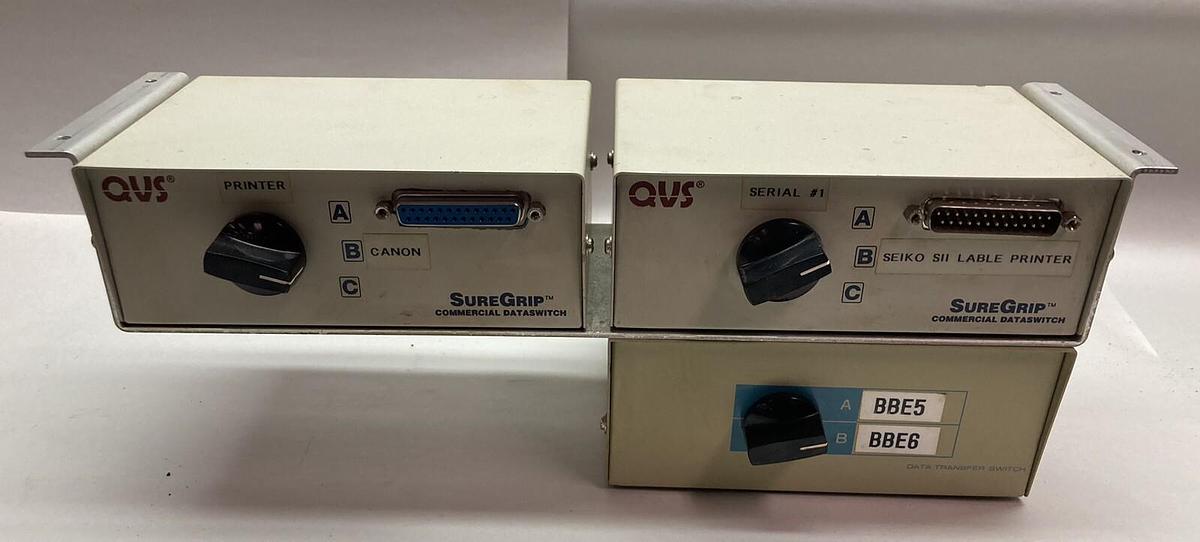 QVS®
PRINTER
A
B CANON
C
SUREGRIP™
COMMERCIAL DATASWITCH
QVS®
SERIAL #1
A
B SEIKO SII LABLE PRINTER
C
SUREGRIP™
COMMERCIAL DATASWITCH
A BBE5
B BBE6
DATA TRANSFER SWITCH